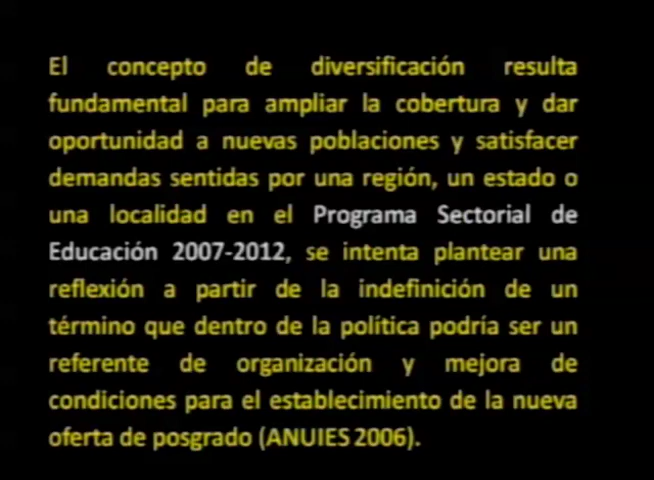 El concepto de diversificación resulta
fundamental para ampliar la cobertura y dar
oportunidad a nuevas poblaciones y satisfacer
demandas sentidas por una región, un estado o
una localidad en el Programa Sectorial de
Educación 2007-2012, se intenta plantear una
reflexión a partir de la indefinición de un
término que dentro de la política podría ser un
referente de organización y mejora de
condiciones para el establecimiento de la nueva
oferta de posgrado (ANUIES 2006).